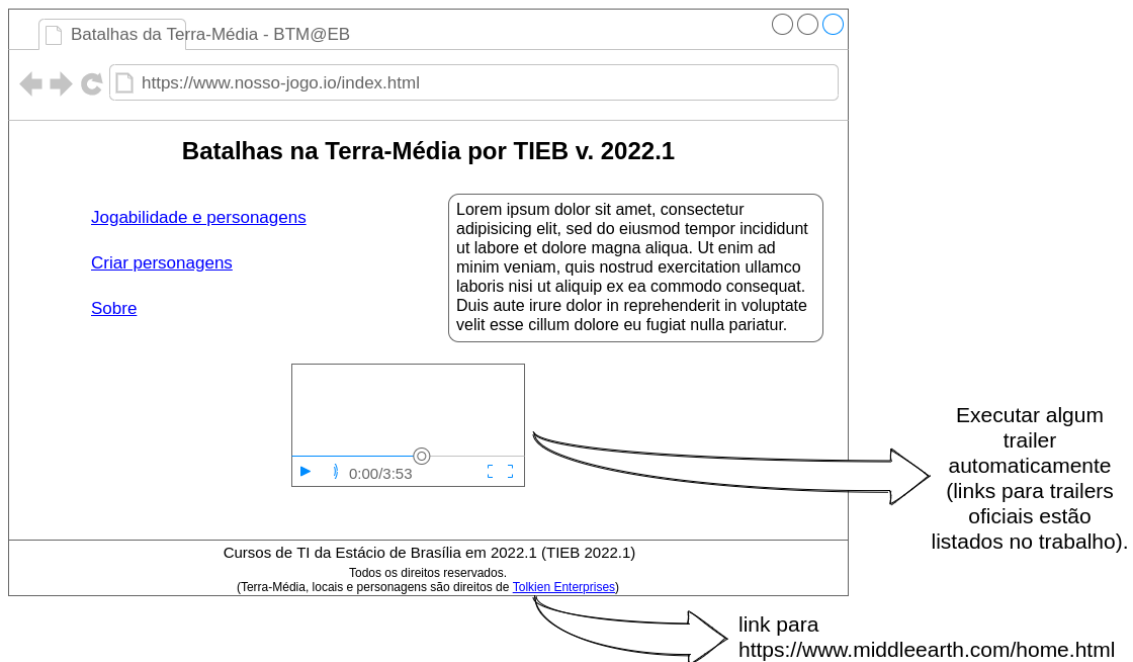 Batalhas da Terra-Média - BTM@EB
https://www.nosso-jogo.io/index.html
Batalhas na Terra-Média por TIEB v. 2022.1
Jogabilidade e personagens
Criar personagens
Sobre
Lorem ipsum dolor sit amet, consectetur
adipisicing elit, sed do eiusmod tempor incididunt
ut labore et dolore magna aliqua. Ut enim ad
minim veniam, quis nostrud exercitation ullamco
laboris nisi ut aliquip ex ea commodo consequat.
Duis aute irure dolor in reprehenderit in voluptate
velit esse cillum dolore eu fugiat nulla pariatur.
0:00/3:53
Executar algum
trailer
automaticamente
(links para trailers
oficiais estão
listados no trabalho).
Cursos de TI da Estácio de Brasília em 2022.1 (TIEB 2022.1)
Todos os direitos reservados.
(Terra-Média, locais e personagens são direitos de Tolkien Enterprises)
link para
https://www.middleearth.com/home.html